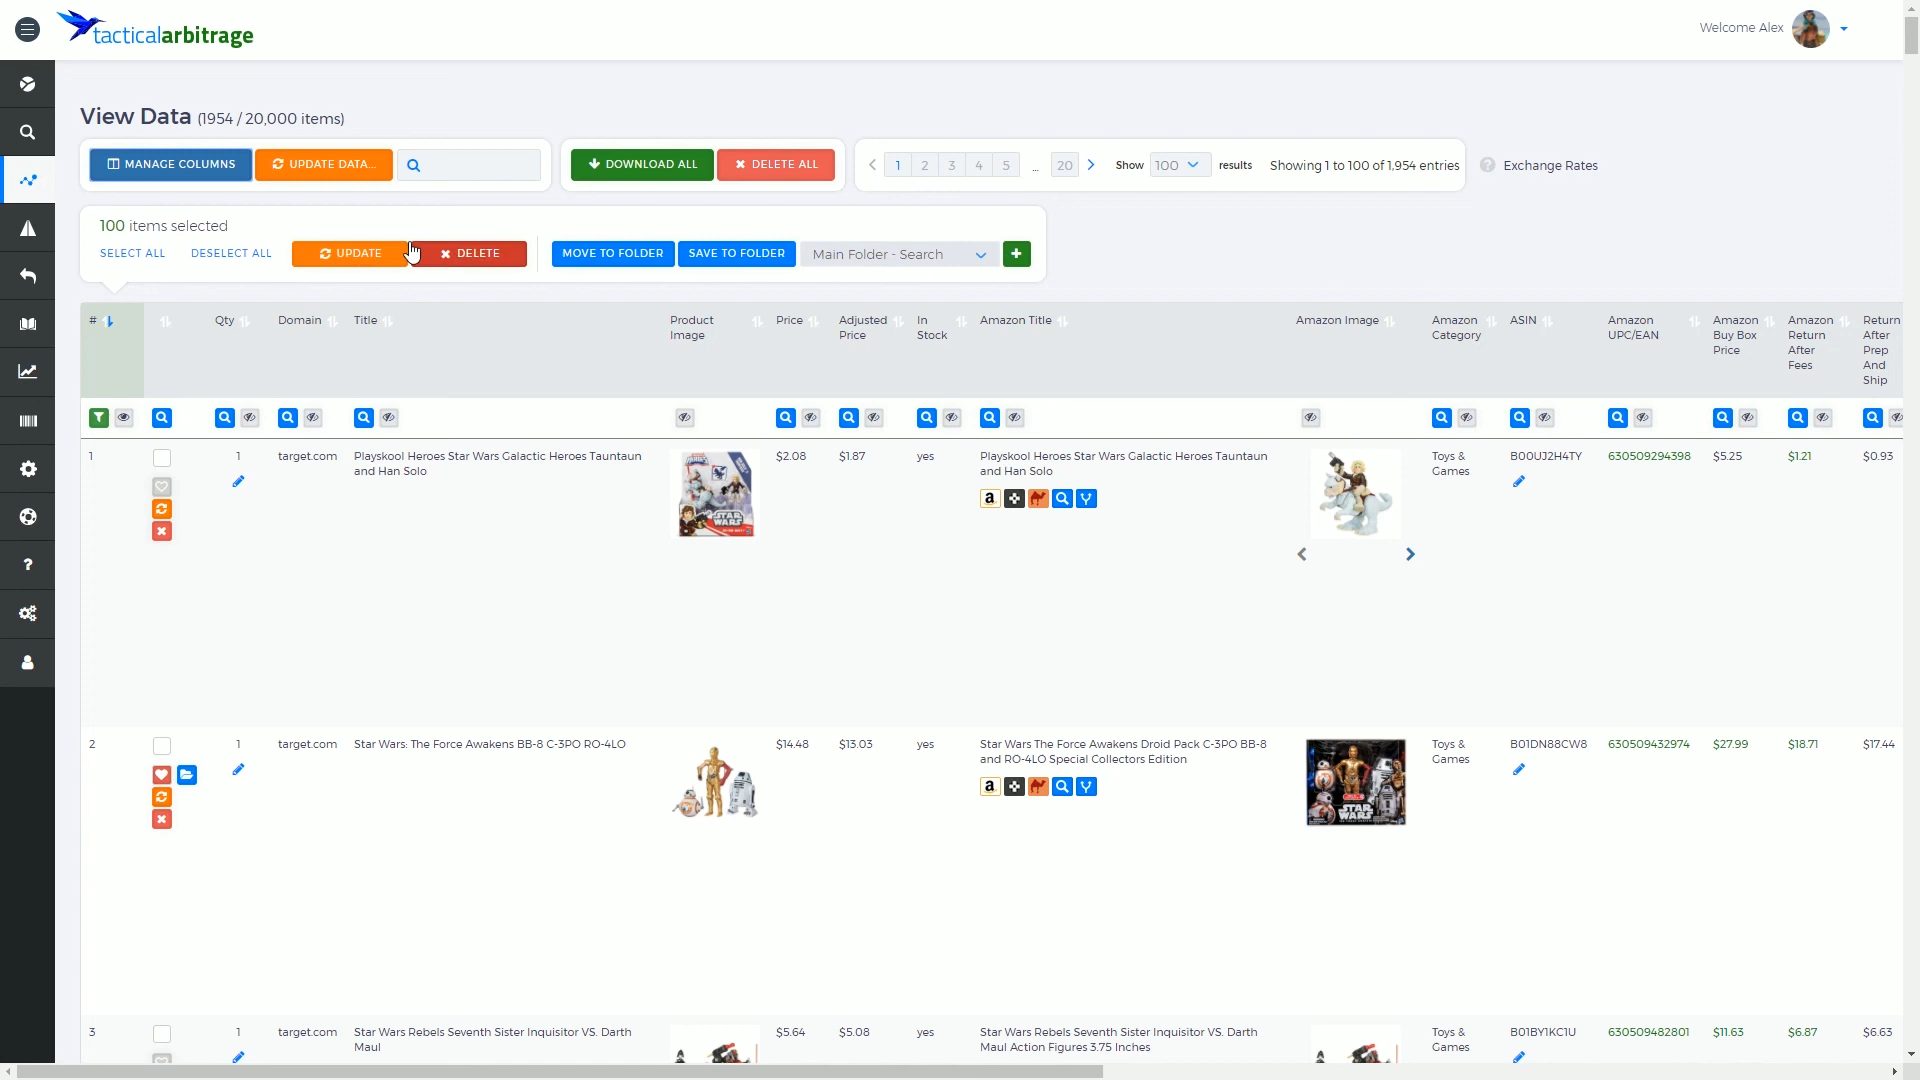 tacticalarbitrage
Welcome Alex
View Data (1954 / 20,000 items)
MANAGE COLUMNS
UPDATE DATA...
DOWNLOAD ALL
DELETE ALL
1 2 3 4 5 ... 20
Show 100 results
Showing 1 to 100 of 1,954 entries
? Exchange Rates
100 items selected
SELECT ALL
DESELECT ALL
UPDATE
DELETE
MOVE TO FOLDER
SAVE TO FOLDER
Main Folder - Search
#
Qty
Domain
Title
Product
Image
Price
Adjusted
Price
In
Stock
Amazon Title
Amazon Image
Amazon
Category
ASIN
Amazon
UPC/EAN
Amazon
Buy Box
Price
Amazon
Return
After
Fees
Return
After
Prep
And
Ship
1
1
target.com
Playskool Heroes Star Wars Galactic Heroes Tauntaun
and Han Solo
STAR
WARS
$2.08
$1.87
yes
Playskool Heroes Star Wars Galactic Heroes Tauntaun
and Han Solo
a
Toys &
Games
B00UJ2H4TY
630509294398
$5.25
$1.21
$0.93
2
1
target.com
Star Wars: The Force Awakens BB-8 C-3PO RO-4LO
$14.48
$13.03
yes
Star Wars The Force Awakens Droid Pack C-3PO BB-8
and RO-4LO Special Collectors Edition
a
STAR
WARS
Toys &
Games
B01DN88CW8
630509432974
$27.99
$18.71
$17.44
3
1
target.com
Star Wars Rebels Seventh Sister Inquisitor VS. Darth
Maul
$5.64
$5.08
yes
Star Wars Rebels Seventh Sister Inquisitor VS. Darth
Maul Action Figures 3.75 Inches
Toys &
Games
B01BY1KC1U
630509482801
$11.63
$6.87
$6.63